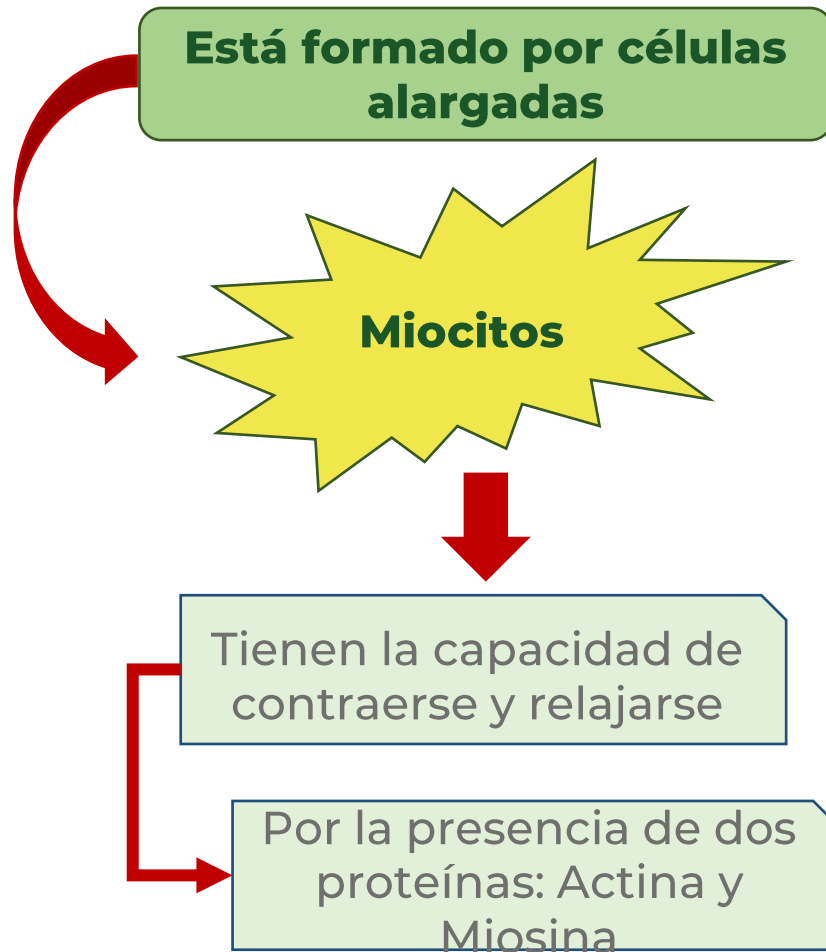 Está formado por células
alargadas
Miocitos
Tienen la capacidad de
contraerse y relajarse
Por la presencia de dos
proteínas: Actina y
Miosina